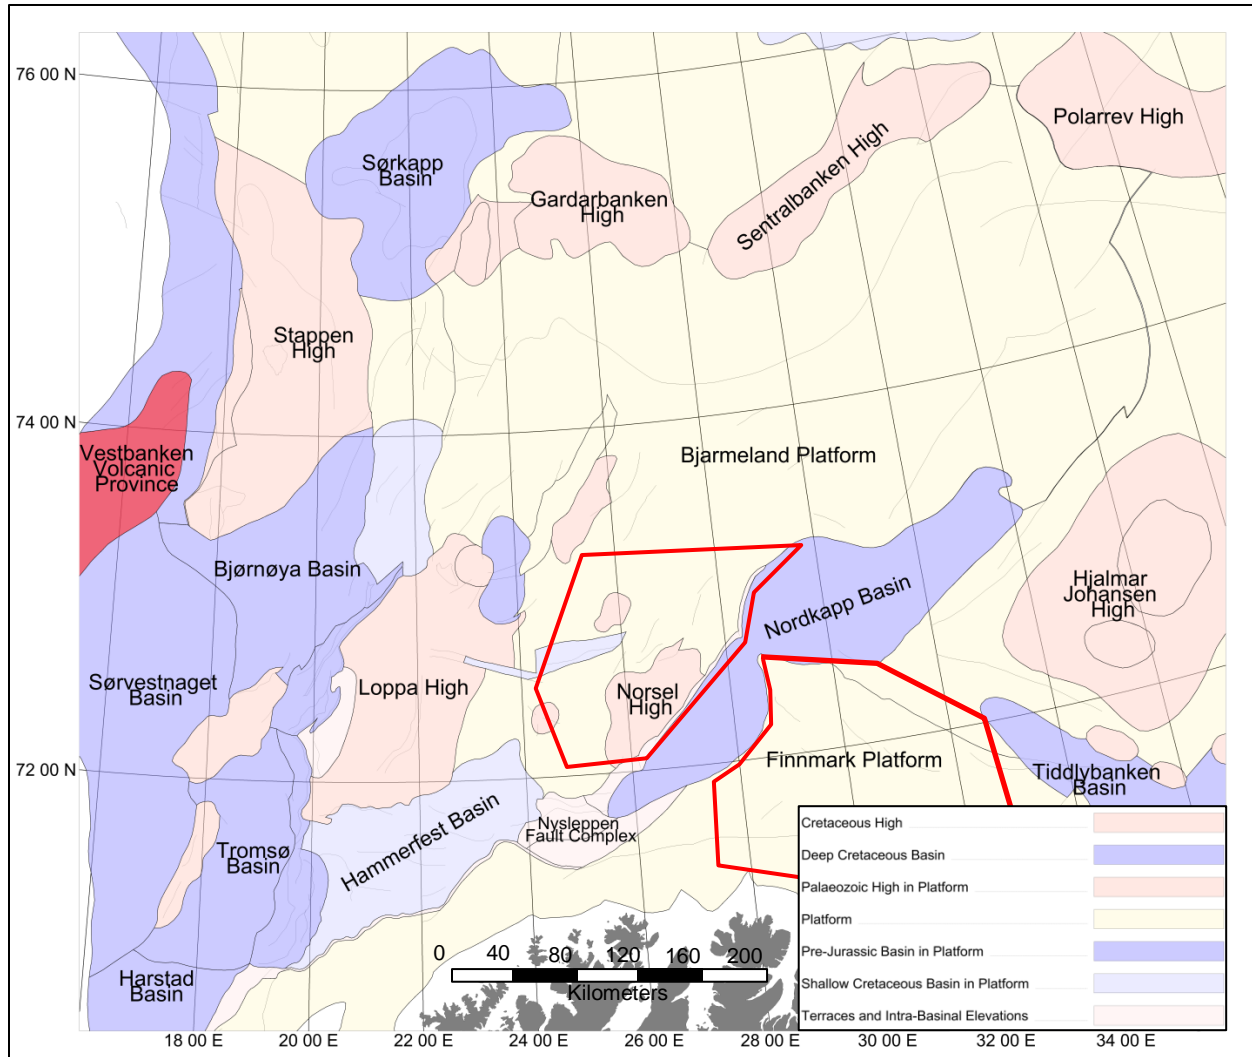 76 00 N
Polarrev High
Sentralbanken High
Sørkapp
Basin
Gardarbanken
High
Stappen
High
74 00 N
Vestbanken
Volcanic
Province
Bjarmeland Platform
Bjørnøya Basin
Nordkapp Basin
Hjalmar
Johansen
High
Sørvestnaget
Basin
Loppa High
Norsel
High
72 00 N
Finnmark Platform
Tiddlybanken
Basin
Nysleppen
Fault Complex
Hammerfest Basin
Tromsø
Basin
Harstad
Basin
Cretaceous High
Deep Cretaceous Basin
Palaeozoic High in Platform
Platform
Pre-Jurassic Basin in Platform
Shallow Cretaceous Basin in Platform
Terraces and Intra-Basinal Elevations
0 40 80 120 160 200
Kilometers
18 00 E 20 00 E 22 00 E 24 00 E 26 00 E 28 00 E 30 00 E 32 00 E 34 00 E